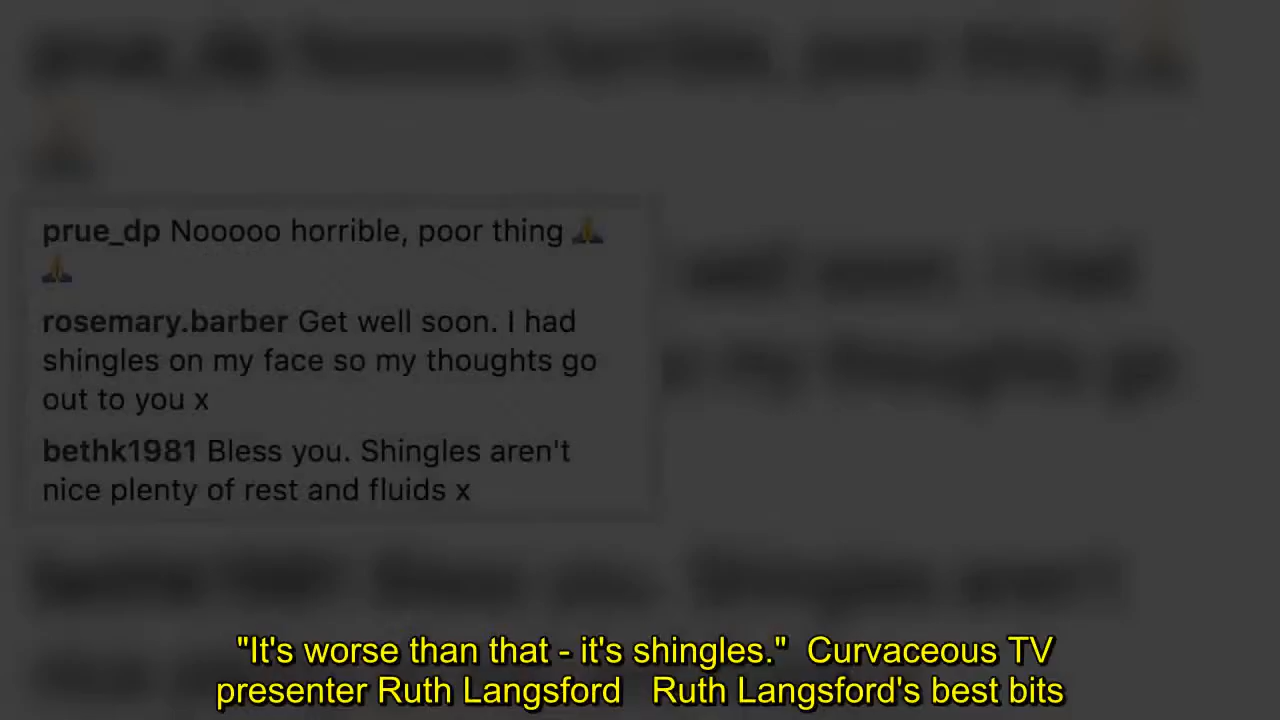 prue_dp Nooooo horrible, poor thing 🙏
🙏
rosemary.barber Get well soon. I had
shingles on my face so my thoughts go
out to you x
bethk1981 Bless you. Shingles aren't
nice plenty of rest and fluids x
"It's worse than that - it's shingles." Curvaceous TV
presenter Ruth Langsford Ruth Langsford's best bits